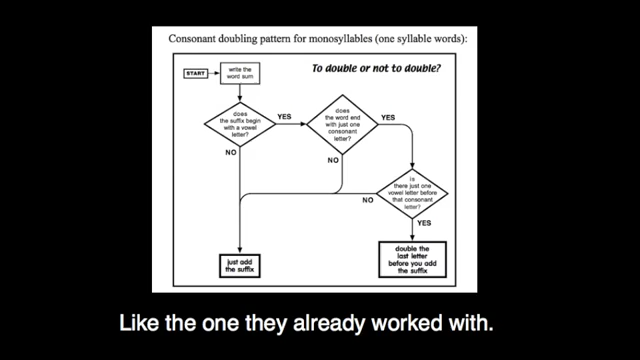 Consonant doubling pattern for monosyllables (one syllable words):
To double or not to double?
START
write the
word sum
does
the suffix begin
with a vowel
letter?
YES
does
the word end
with just one
consonant
letter?
YES
NO
NO
is
there just one
vowel letter before
that consonant
letter?
NO
YES
just add
the suffix
double the
last letter
before you add
the suffix
Like the one they already worked with.